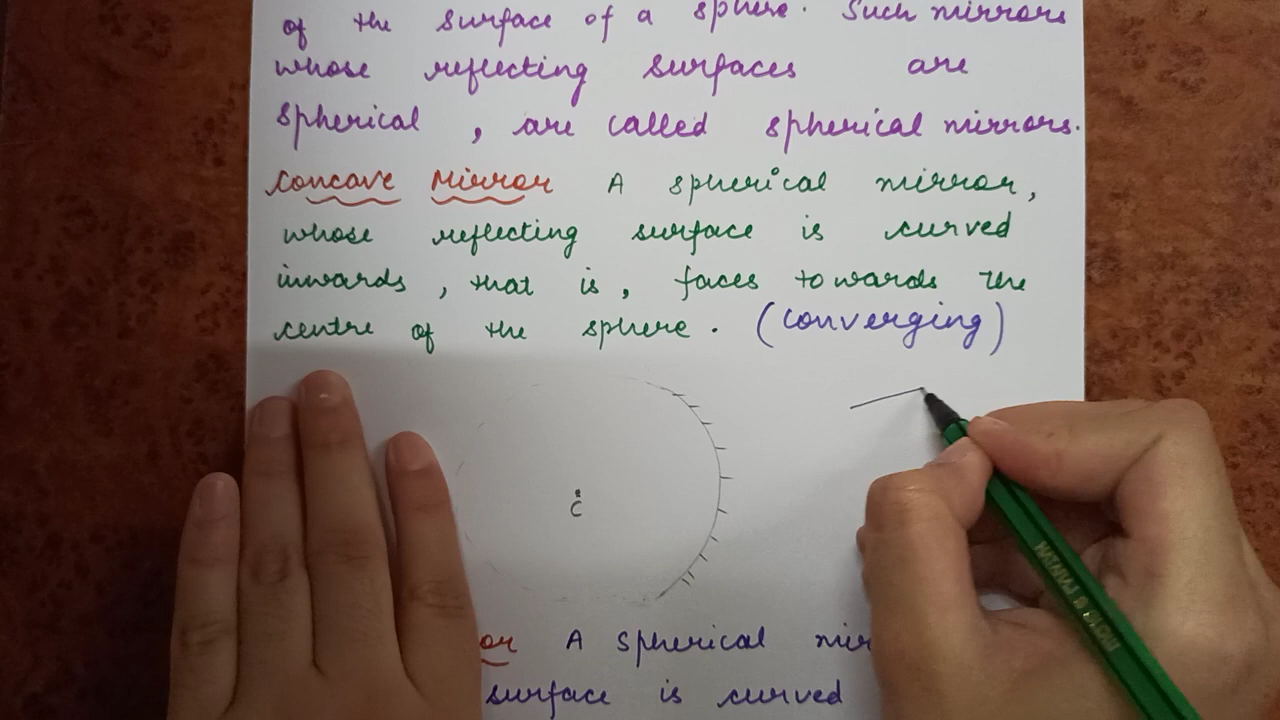 of the surface of a sphere. Such mirrors
whose reflecting surfaces are
spherical , are called spherical mirrors.
Concave Mirror A spherical mirror,
whose reflecting surface is curved
inwards , that is , faces towards the
centre of the sphere . (converging)
C
or A spherical mir
surface is curved